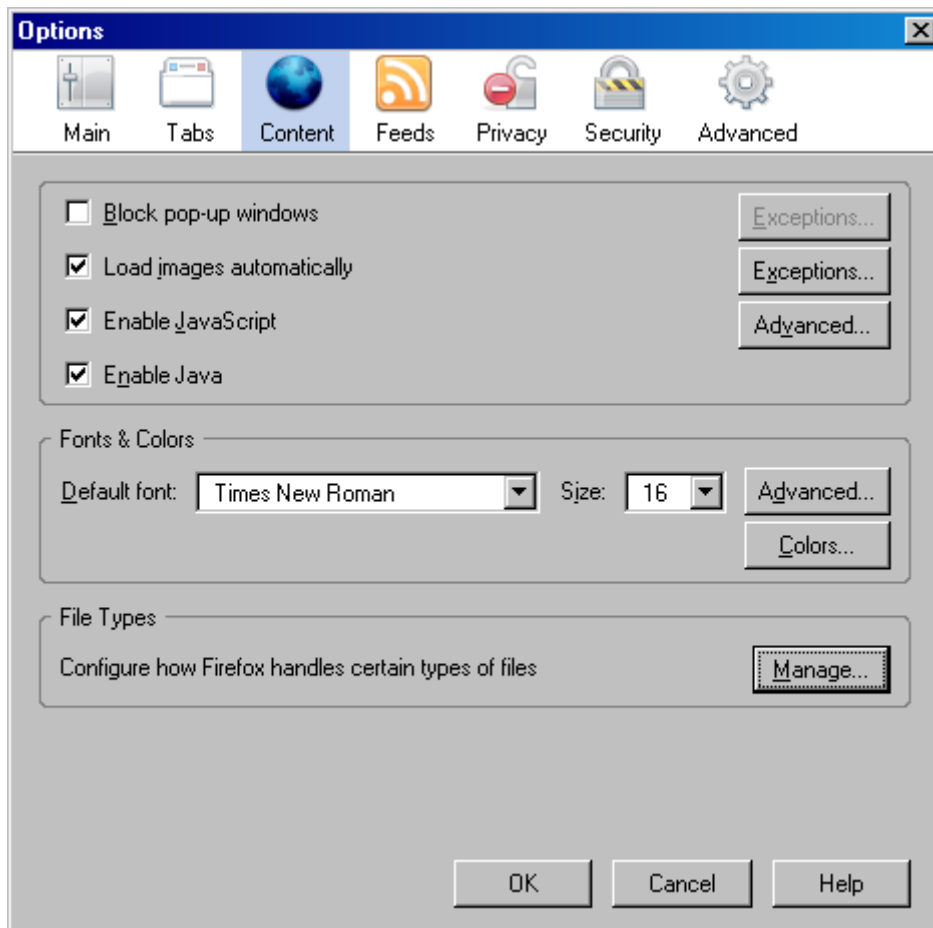 Options
Main Tabs Content Feeds Privacy Security Advanced
Block pop-up windows Exceptions...
Load images automatically Exceptions...
Enable JavaScript Advanced...
Enable Java
Fonts & Colors
Default font: Times New Roman Size: 16 Advanced...
Colors...
File Types
Configure how Firefox handles certain types of files Manage...
OK Cancel Help